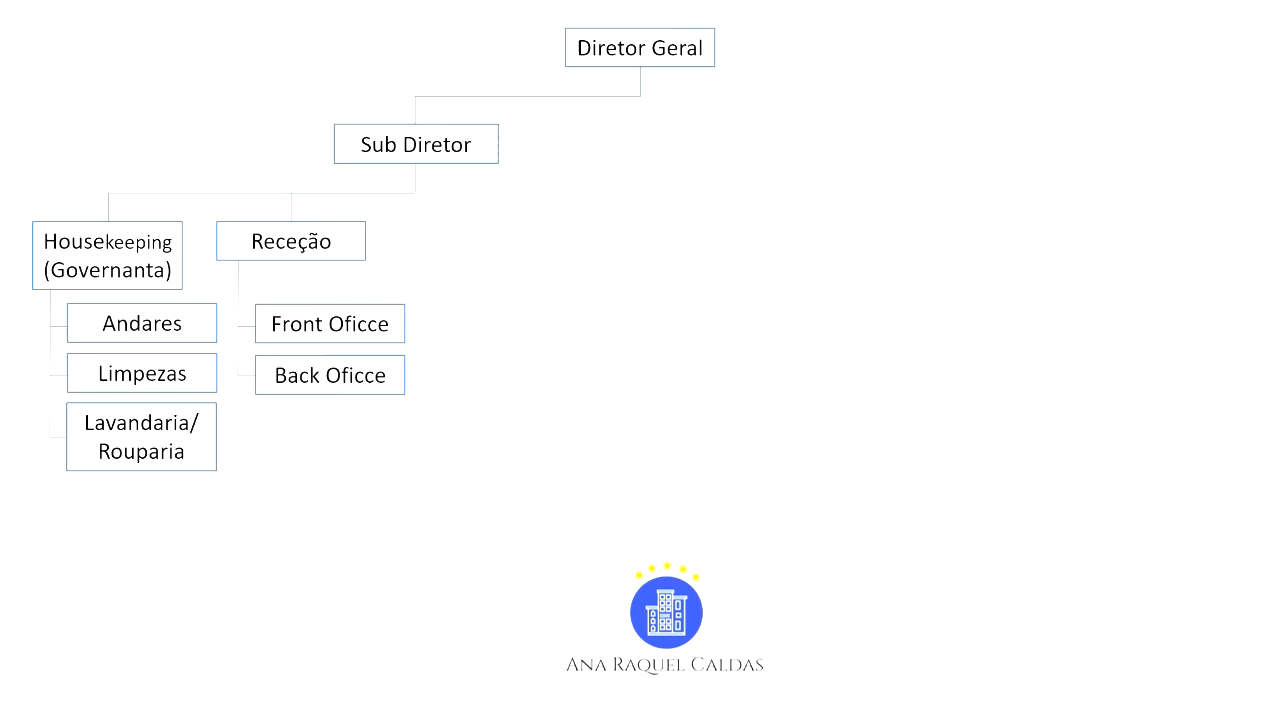 Diretor Geral
Sub Diretor
Housekeeping
(Governanta)
Receção
Andares
Front Oficce
Limpezas
Back Oficce
Lavandaria/
Rouparia
Ana Raquel Caldas